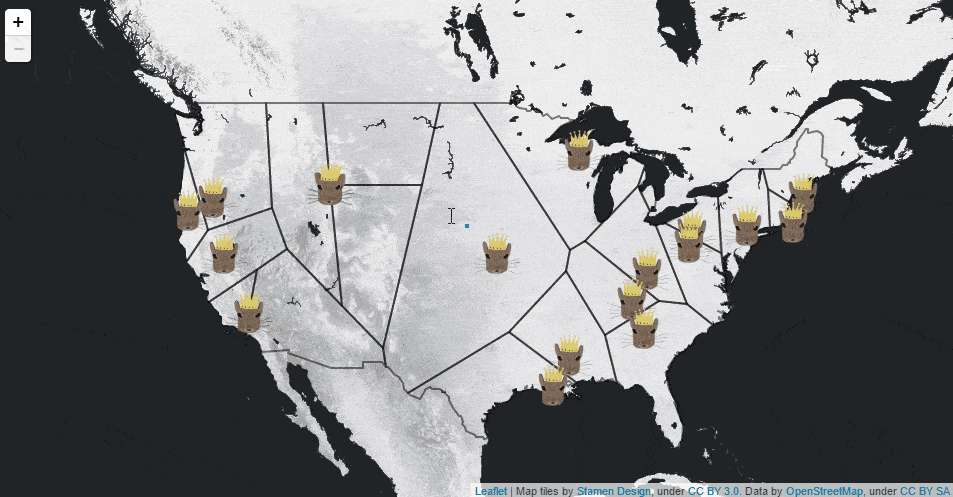 +
−
Leaflet | Map tiles by Stamen Design, under CC BY 3.0. Data by OpenStreetMap, under CC BY SA